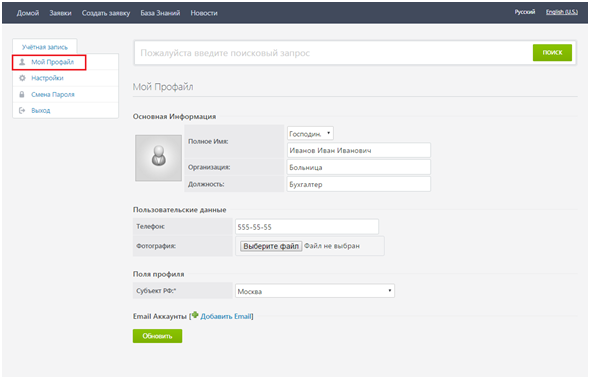 Домой Заявки Создать заявку База Знаний Новости Русский English (U.S.)
Учётная запись
Мой Профайл
Настройки
Смена Пароля
Выход
Пожалуйста введите поисковый запрос ПОИСК
Мой Профайл
Основная Информация
Полное Имя: Господин.
Иванов Иван Иванович
Организация: Больница
Должность: Бухгалтер
Пользовательские данные
Телефон: 555-55-55
Фотография: Выберите файл Файл не выбран
Поля профиля
Субъект РФ:* Москва
Email Аккаунты [ Добавить Email]
Обновить